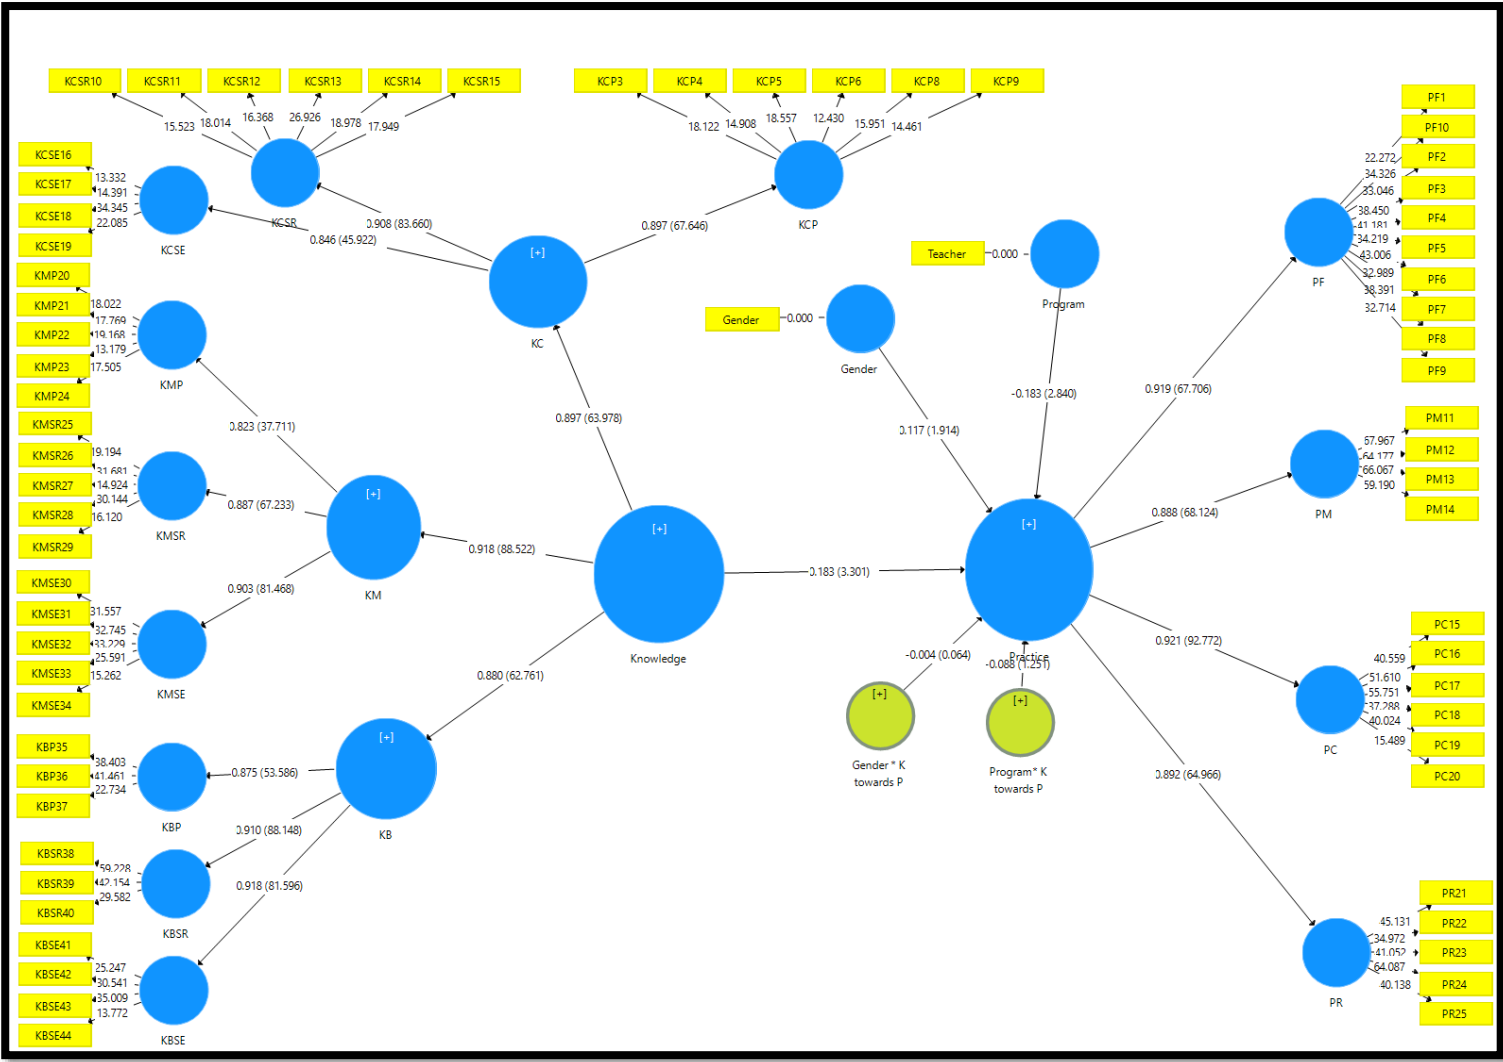 KCSR10 KCSR11 KCSR12 KCSR13 KCSR14 KCSR15
15.523 18.014 16.368 26.926 18.978 17.949
KCSR
KCP3 KCP4 KCP5 KCP6 KCP8 KCP9
18.122 14.908 18.557 12.430 15.951 14.461
KCP
KCSE16
KCSE17
KCSE18
KCSE19
13.332
14.391
34.345
22.085
KCSE
0.908 (83.660)
0.846 (45.922)
0.897 (67.646)
[+]
KC
KMP20
KMP21
KMP22
KMP23
KMP24
18.022
17.769
19.168
13.179
17.505
KMP
KMSR25
KMSR26
KMSR27
KMSR28
KMSR29
19.194
31.681
14.924
30.144
16.120
KMSR
KMSE30
KMSE31
KMSE32
KMSE33
KMSE34
31.557
32.745
33.229
25.591
15.262
KMSE
0.823 (37.711)
0.887 (67.233)
0.903 (81.468)
[+]
KM
KBP35
KBP36
KBP37
38.403
41.461
22.734
KBP
KBSR38
KBSR39
KBSR40
59.228
42.154
29.582
KBSR
KBSE41
KBSE42
KBSE43
KBSE44
25.247
30.541
35.009
13.772
KBSE
0.875 (53.586)
0.910 (88.148)
0.918 (81.596)
[+]
KB
0.897 (63.978)
0.918 (88.522)
0.880 (62.761)
[+]
Knowledge
0.183 (3.301)
Teacher
0.000
Program
Gender
0.000
Gender
-0.183 (2.840)
0.117 (1.914)
[+]
Practice
-0.004 (0.064)
-0.088 (1.251)
[+]
Gender * K
towards P
[+]
Program* K
towards P
0.919 (67.706)
0.888 (68.124)
0.921 (92.772)
0.892 (64.966)
PF
22.272
34.326
33.046
38.450
41.181
34.219
43.006
32.989
38.391
32.714
PF1
PF10
PF2
PF3
PF4
PF5
PF6
PF7
PF8
PF9
PM
67.967
64.177
66.067
59.190
PM11
PM12
PM13
PM14
PC
40.559
51.610
55.751
37.288
40.024
15.489
PC15
PC16
PC17
PC18
PC19
PC20
PR
45.131
34.972
41.052
64.087
40.138
PR21
PR22
PR23
PR24
PR25